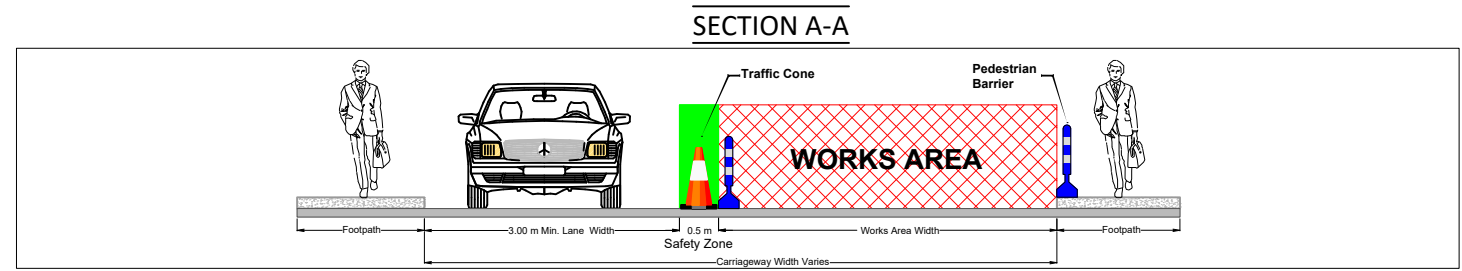 SECTION A-A
Traffic Cone
Pedestrian
Barrier
WORKS AREA
Footpath
3.00 m Min. Lane Width
0.5 m
Works Area Width
Footpath
Safety Zone
Carriageway Width Varies